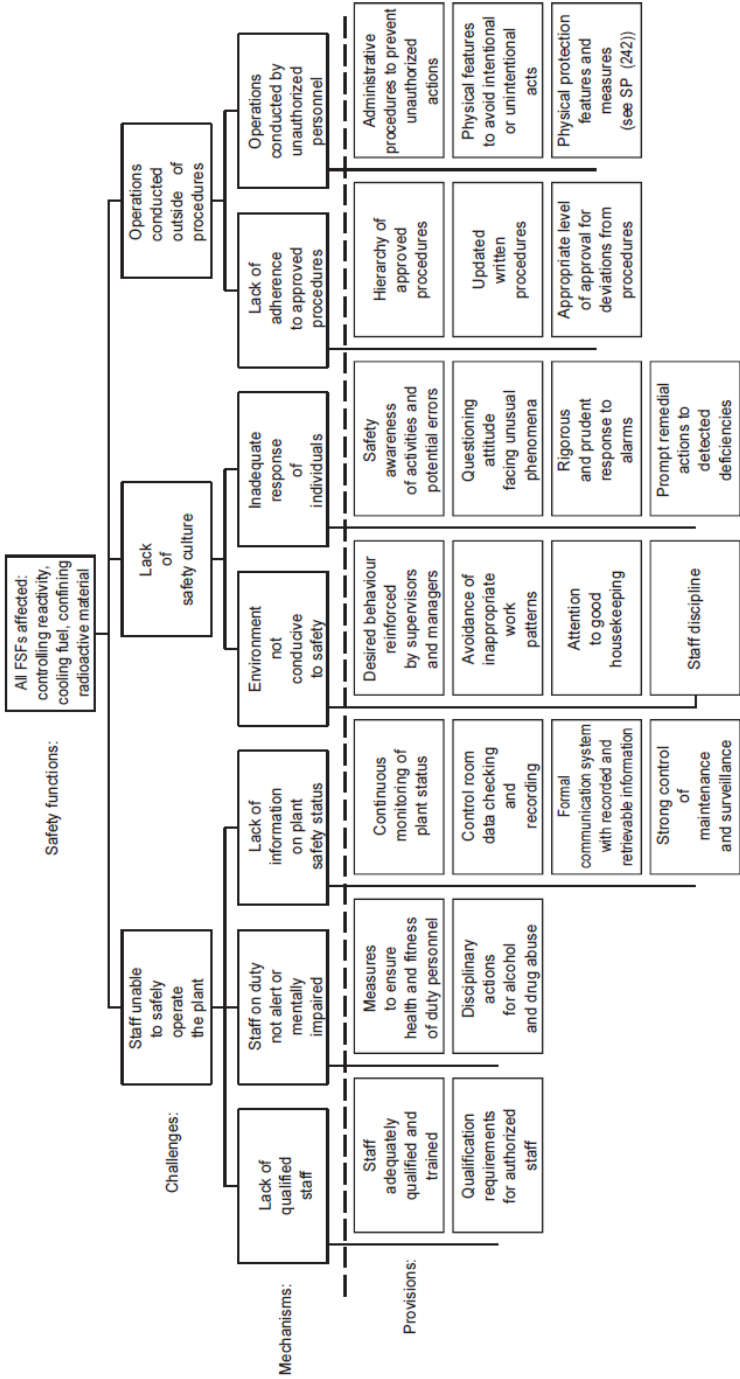 Safety functions:
All FSFs affected:
controlling reactivity,
cooling fuel, confining
radioactive material
Challenges:
Staff unable
to safely
operate
the plant
Lack
of
safety culture
Operations
conducted
outside of
procedures
Mechanisms:
Lack of
qualified
staff
Staff on duty
not alert or
mentally
impaired
Lack of
information
on plant
safety status
Environment
not
conducive
to safety
Inadequate
response
of
individuals
Lack of
adherence
to approved
procedures
Operations
conducted by
unauthorized
personnel
Provisions:
Staff
adequately
qualified and
trained
Qualification
requirements
for authorized
staff
Measures
to ensure
health and fitness
of duty personnel
Disciplinary
actions
for alcohol
and drug abuse
Continuous
monitoring of
plant status
Control room
data checking
and
recording
Formal
communication system
with recorded and
retrievable information
Strong control
of
maintenance
and surveillance
Desired behaviour
reinforced
by supervisors
and managers
Avoidance of
inappropriate
work
patterns
Attention
to good
housekeeping
Staff discipline
Safety
awareness
of activities and
potential errors
Questioning
attitude
facing unusual
phenomena
Rigorous
and prudent
response to
alarms
Prompt remedial
actions to
detected
deficiencies
Hierarchy of
approved
procedures
Updated
written
procedures
Appropriate level
of approval for
deviations from
procedures
Administrative
procedures to prevent
unauthorized
actions
Physical features
to avoid intentional
or unintentional
acts
Physical protection
features and
measures
(see SP (242))